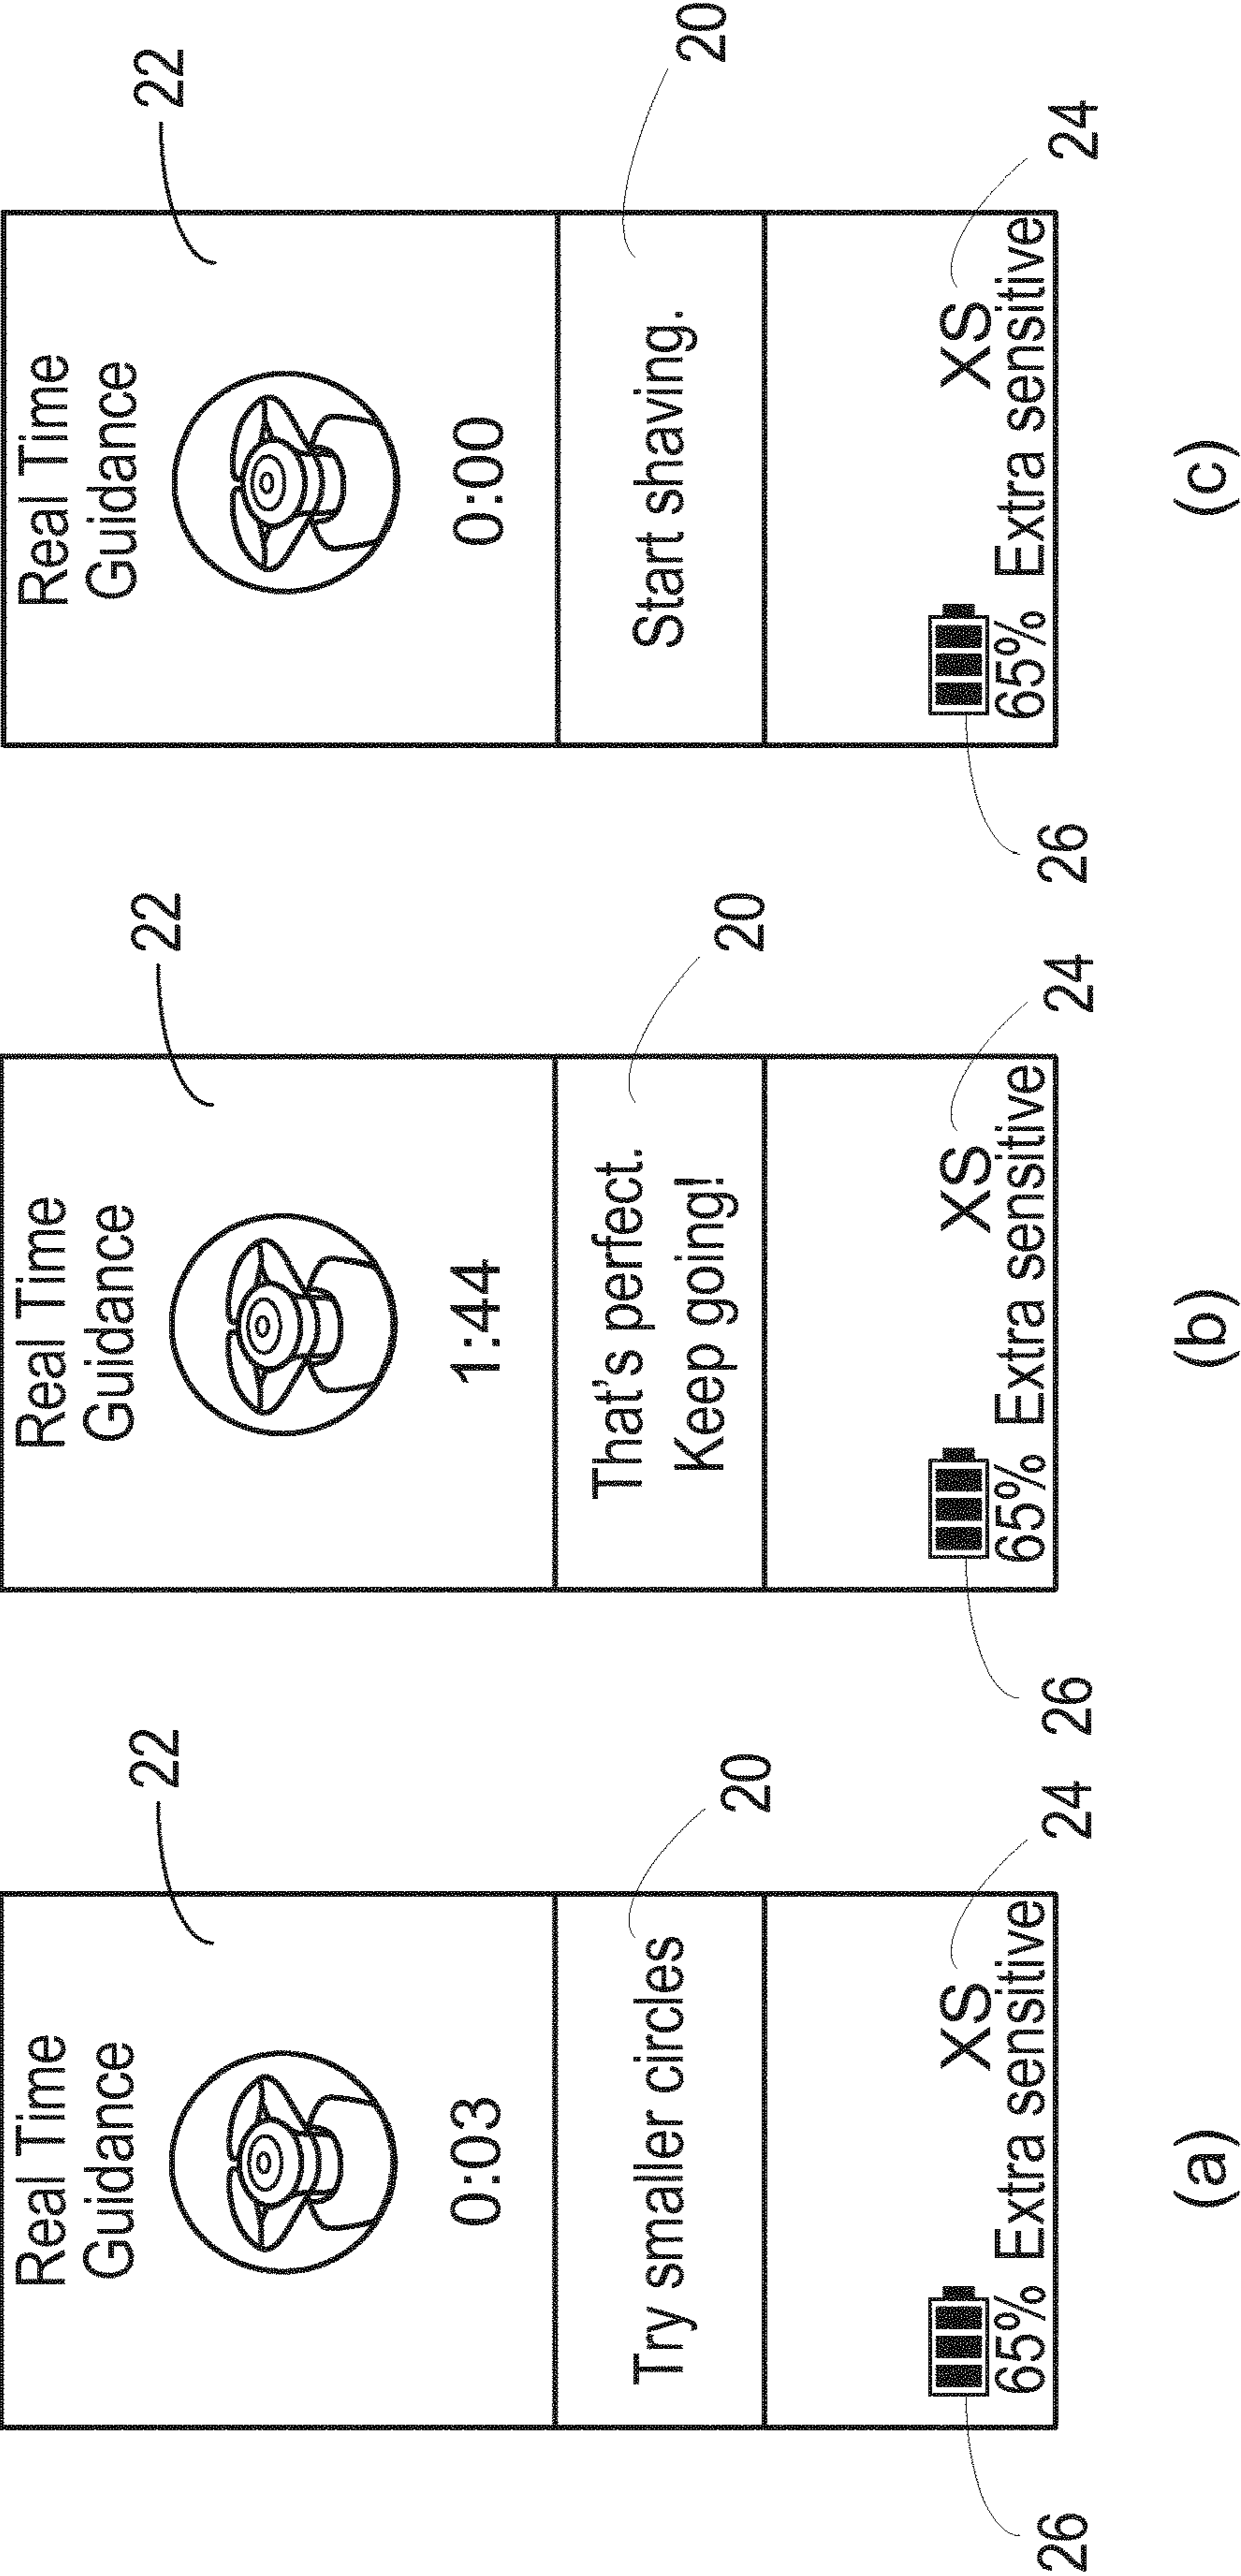 22
Real Time
Guidance
0:03
20
Try smaller circles
24
XS
26
65% Extra sensitive
(a)
22
Real Time
Guidance
1:44
20
That's perfect.
Keep going!
24
XS
26
65% Extra sensitive
(b)
22
Real Time
Guidance
0:00
20
Start shaving.
24
XS
26
65% Extra sensitive
(c)